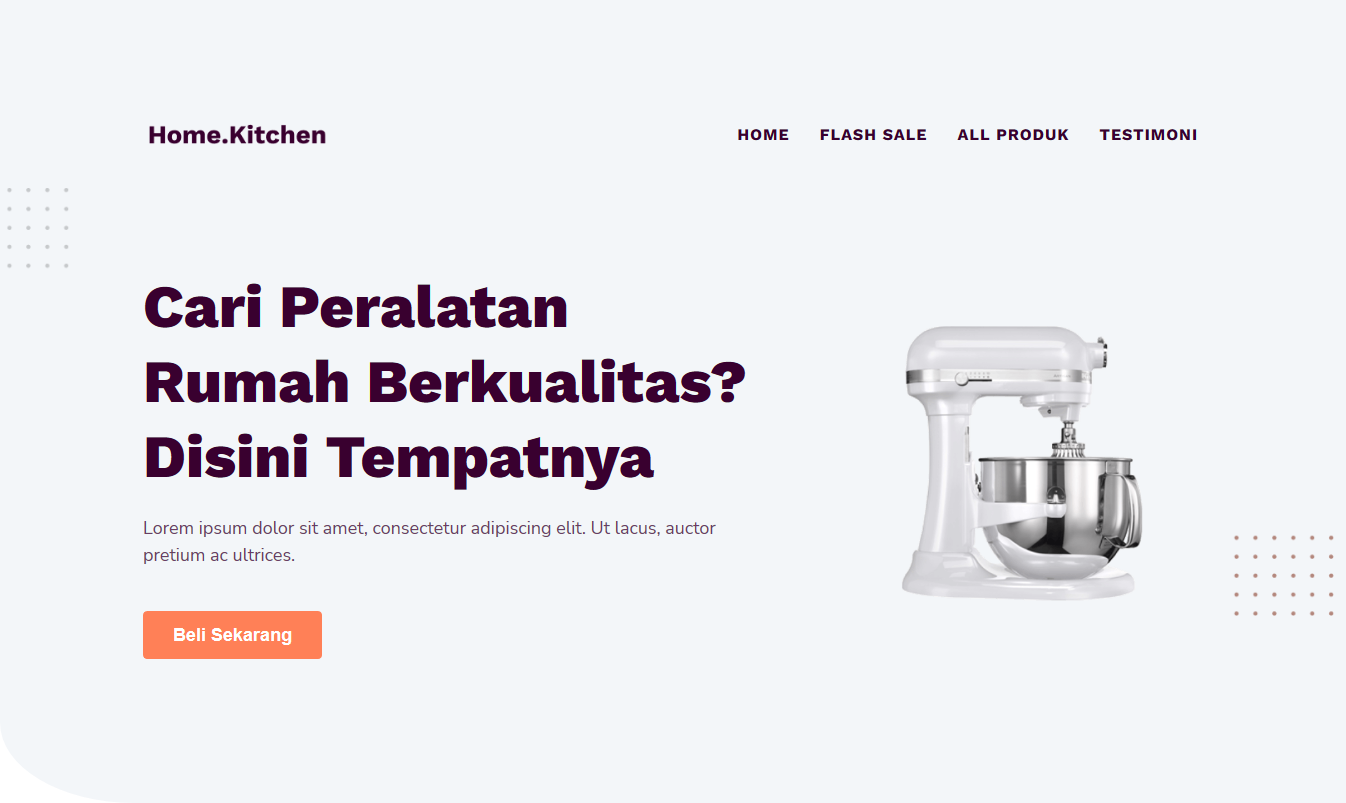 Home.Kitchen
HOME FLASH SALE ALL PRODUK TESTIMONI
Cari Peralatan
Rumah Berkualitas?
Disini Tempatnya
Lorem ipsum dolor sit amet, consectetur adipiscing elit. Ut lacus, auctor
pretium ac ultrices.
Beli Sekarang